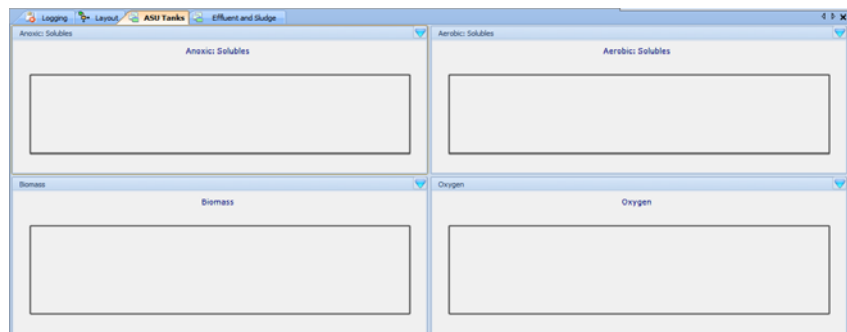 Logging Layout ASU Tanks Effluent and Sludge
Anoxic: Solubles
Anoxic: Solubles
Aerobic: Solubles
Aerobic: Solubles
Biomass
Biomass
Oxygen
Oxygen